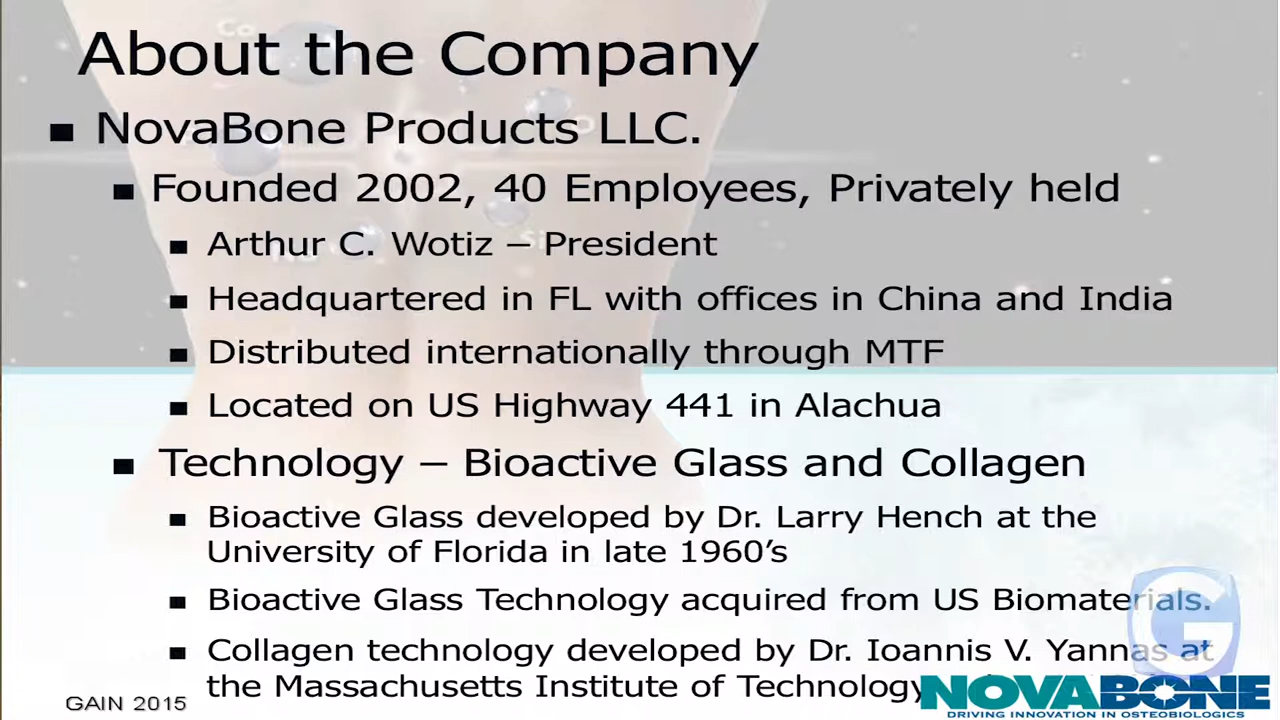 About the Company
NovaBone Products LLC.
Founded 2002, 40 Employees, Privately held
Arthur C. Wotiz – President
Headquartered in FL with offices in China and India
Distributed internationally through MTF
Located on US Highway 441 in Alachua
Technology – Bioactive Glass and Collagen
Bioactive Glass developed by Dr. Larry Hench at the
University of Florida in late 1960’s
Bioactive Glass Technology acquired from US Biomaterials.
Collagen technology developed by Dr. Ioannis V. Yannas at
the Massachusetts Institute of Technology
GAIN 2015
G
NOVABONE
DRIVING INNOVATION IN OSTEOBIOLOGICS